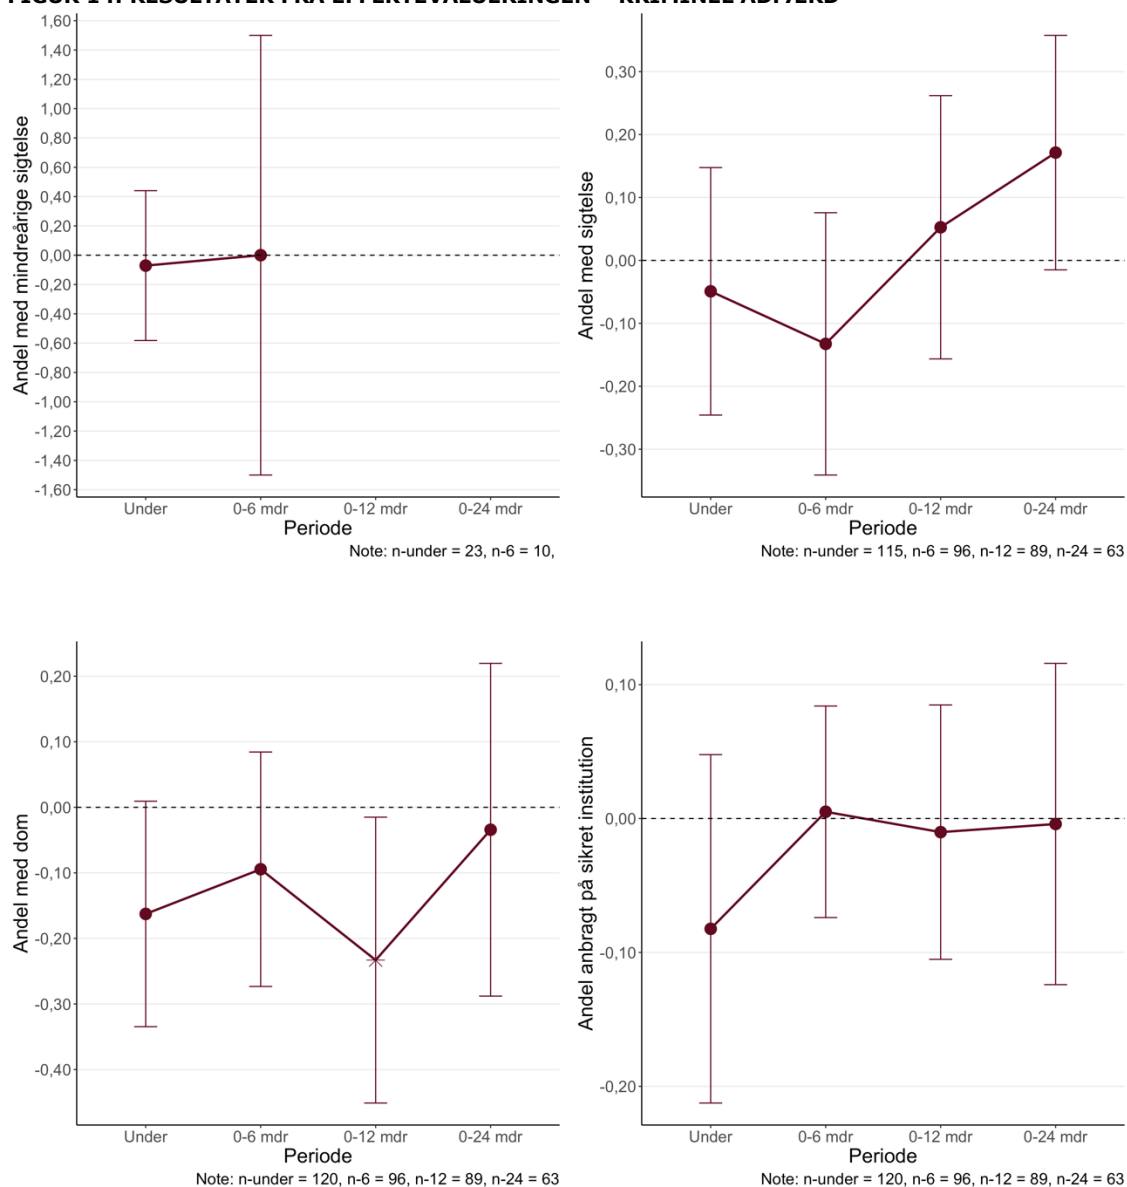 1,60
1,40
1,20
1,00
0,80
0,60
0,40
0,20
0,00
-0,20
-0,40
-0,60
-0,80
-1,00
-1,20
-1,40
-1,60
Andel med mindreårige sigtelse
Under 0-6 mdr 0-12 mdr 0-24 mdr
Periode
Note: n-under = 23, n-6 = 10,
0,30
0,20
0,10
0,00
-0,10
-0,20
-0,30
Andel med sigtelse
Under 0-6 mdr 0-12 mdr 0-24 mdr
Periode
Note: n-under = 115, n-6 = 96, n-12 = 89, n-24 = 63
0,20
0,10
0,00
-0,10
-0,20
-0,30
-0,40
Andel med dom
Under 0-6 mdr 0-12 mdr 0-24 mdr
Periode
Note: n-under = 120, n-6 = 96, n-12 = 89, n-24 = 63
0,10
0,00
-0,10
-0,20
Andel anbragt på sikret institution
Under 0-6 mdr 0-12 mdr 0-24 mdr
Periode
Note: n-under = 120, n-6 = 96, n-12 = 89, n-24 = 63